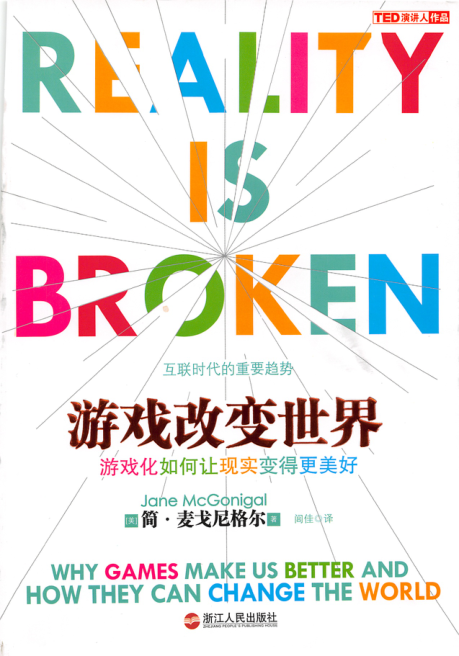 TED演讲人作品
REALITY
IS
BROKEN
互联时代的重要趋势
游戏改变世界
游戏化如何让现实变得更美好
Jane McGonigal
[美]简·麦戈尼格尔 著 闾佳◎译
WHY GAMES MAKE US BETTER AND
HOW THEY CAN CHANGE THE WORLD
浙江人民出版社
ZHEJIANG PEOPLE'S PUBLISHING HOUSE